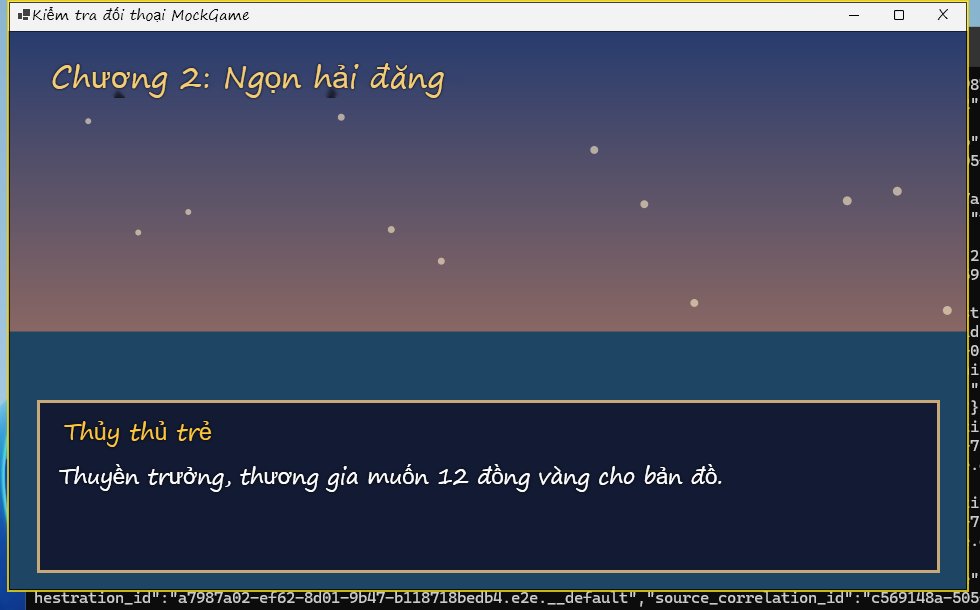 Kiểm tra đối thoại MockGame
Chương 2: Ngọn hải đăng
Thủy thủ trẻ
Thuyền trưởng, thương gia muốn 12 đồng vàng cho bản đồ.
hestration_id":"a7987a02-ef62-8d01-9b47-b118718bedb4.e2e.__default","source_correlation_id":"c569148a-505